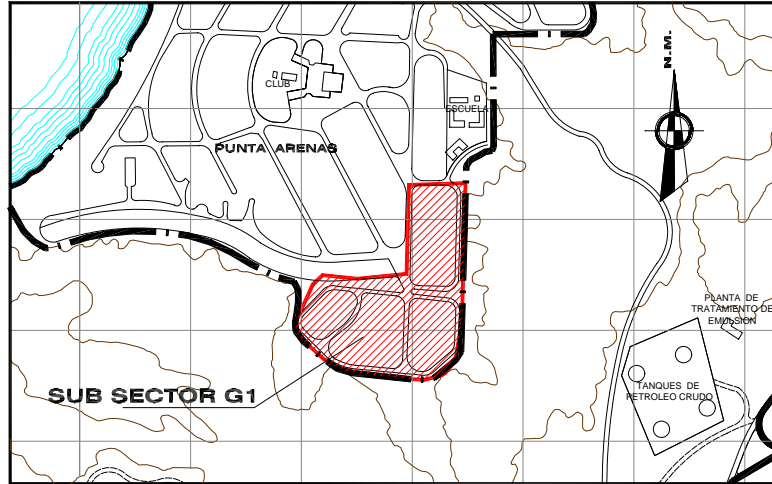 N.M.
CLUB
ESCUELA
PUNTA ARENAS
PLANTA DE
TRATAMIENTO DE
EMULSION
TANQUES DE
PETROLEO CRUDO
SUB SECTOR G1